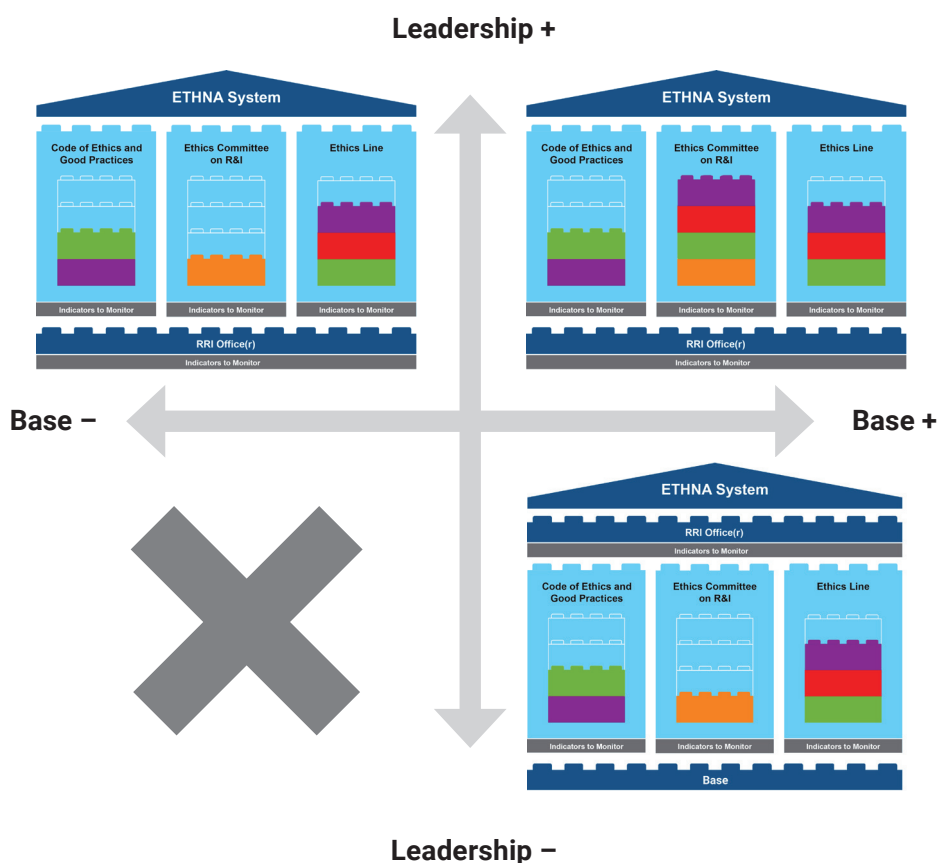 Leadership +
ETHNA System
Code of Ethics and
Good Practices
Ethics Committee
on R&I
Ethics Line
Indicators to Monitor
Indicators to Monitor
Indicators to Monitor
RRI Office(r)
Indicators to Monitor
ETHNA System
Code of Ethics and
Good Practices
Ethics Committee
on R&I
Ethics Line
Indicators to Monitor
Indicators to Monitor
Indicators to Monitor
RRI Office(r)
Indicators to Monitor
Base –
Base +
ETHNA System
RRI Office(r)
Indicators to Monitor
Code of Ethics and
Good Practices
Ethics Committee
on R&I
Ethics Line
Indicators to Monitor
Indicators to Monitor
Indicators to Monitor
Base
Leadership –